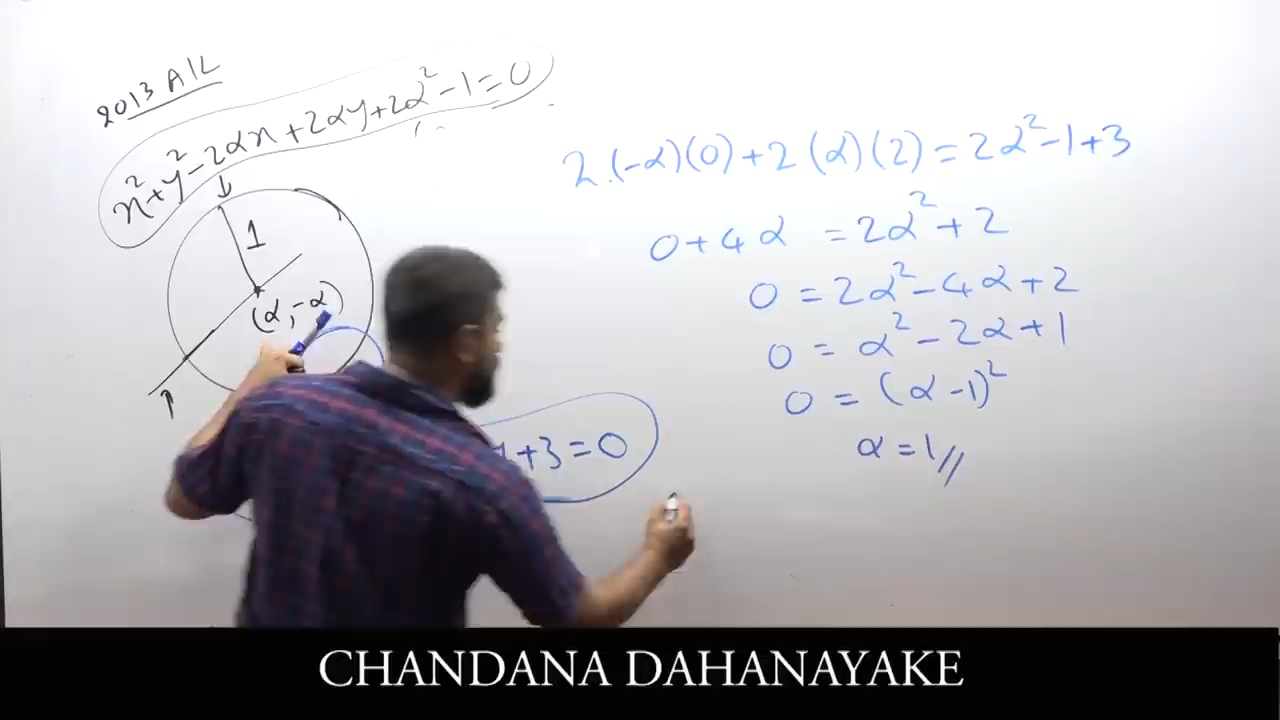 2013 A/L
x²+y²-2αx+2αy+2α²-1=0
1
(α,-α)
+3=0
2.(-α)(0)+2(α)(2)=2α²-1+3
0+4α =2α²+2
0 =2α²-4α+2
0 = α²-2α+1
0 = (α-1)²
α=1//
CHANDANA DAHANAYAKE